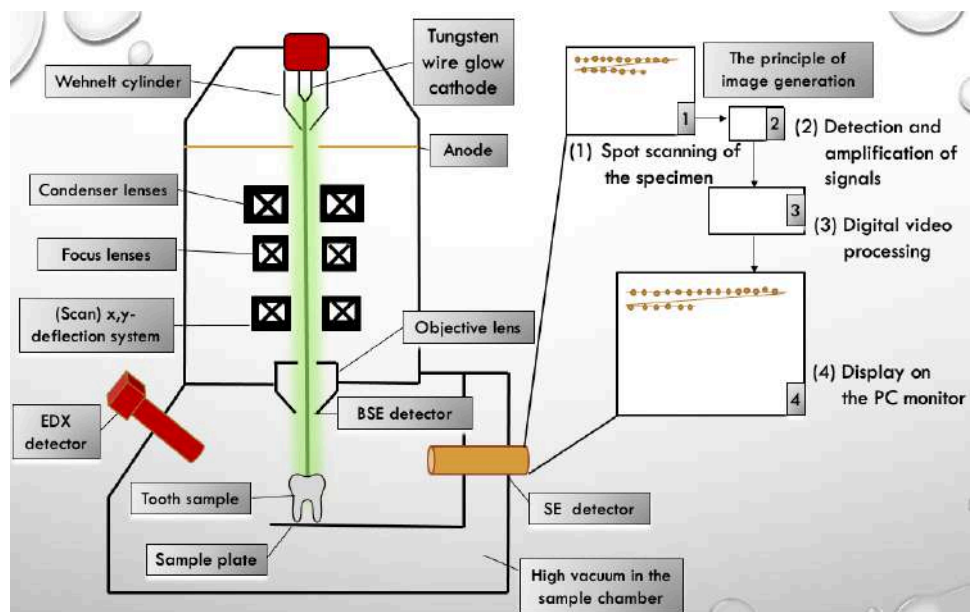 Tungsten
wire glow
cathode
Wehnelt cylinder
Anode
Condenser lenses
Focus lenses
(Scan) x,y-
deflection system
Objective lens
EDX
detector
BSE detector
Tooth sample
Sample plate
SE detector
High vacuum in the
sample chamber
The principle of
image generation
1
2
(1) Spot scanning of
the specimen
(2) Detection and
amplification of
signals
3
(3) Digital video
processing
4
(4) Display on
the PC monitor